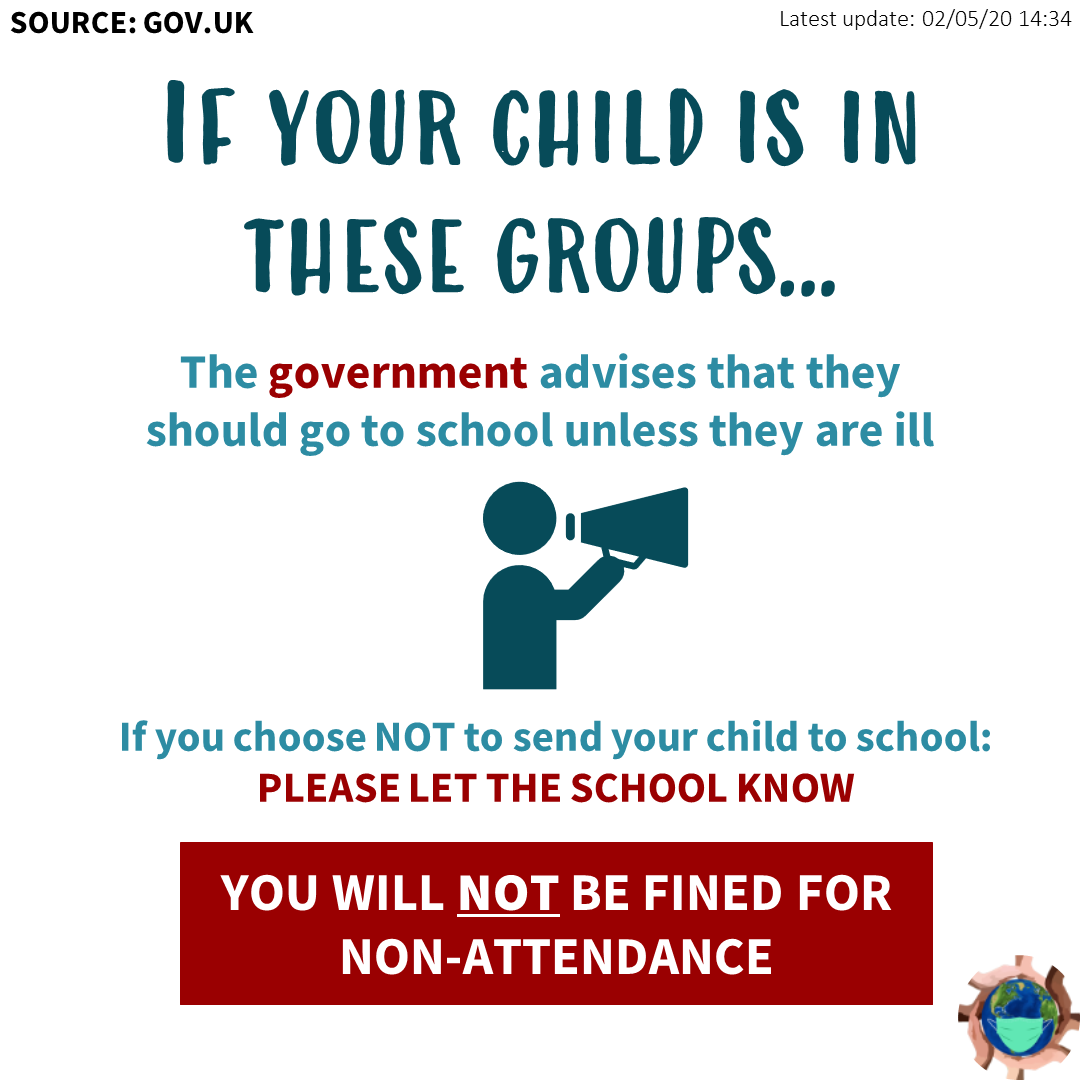 SOURCE: GOV.UK
Latest update: 02/05/20 14:34
IF YOUR CHILD IS IN
THESE GROUPS...
The government advises that they
should go to school unless they are ill
If you choose NOT to send your child to school:
PLEASE LET THE SCHOOL KNOW
YOU WILL NOT BE FINED FOR
NON-ATTENDANCE